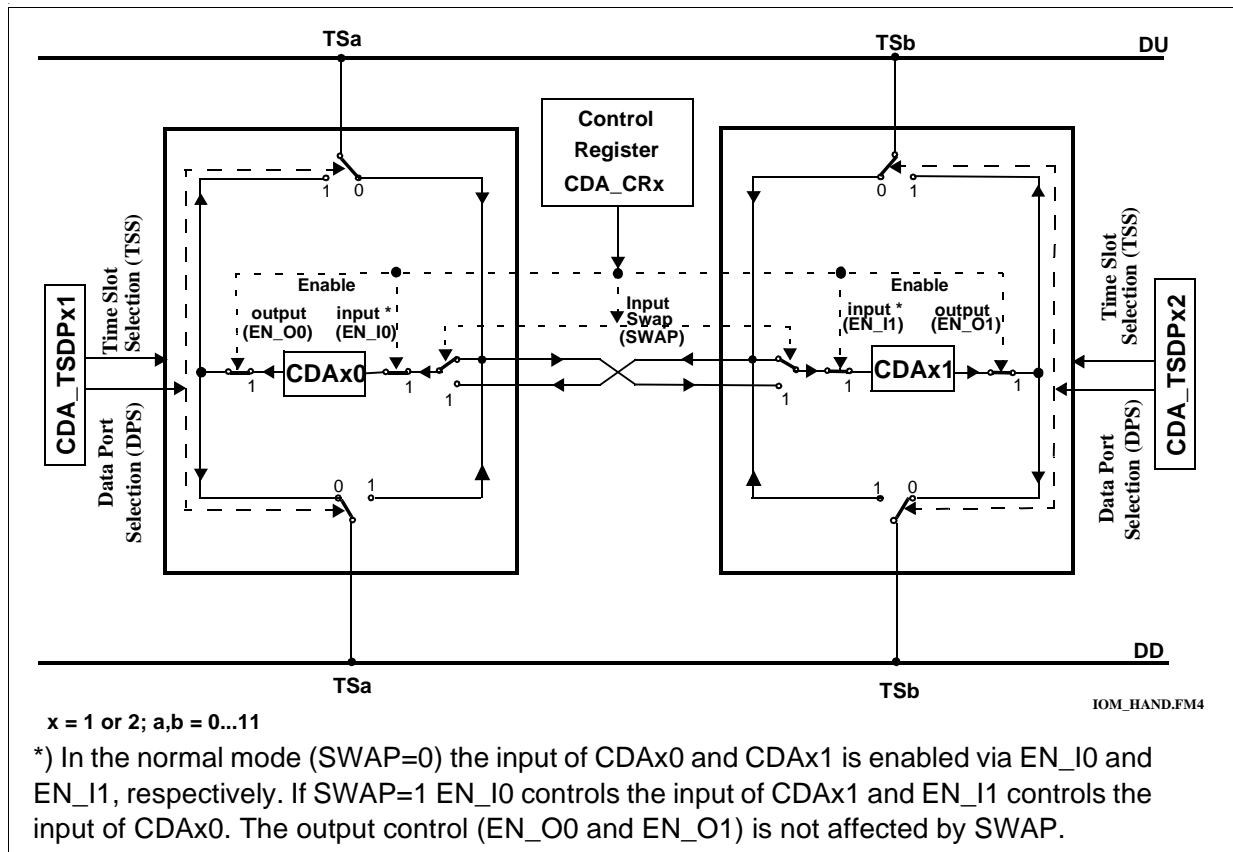 TSa
TSb
DU
Control
Register
CDA_CRx
1
0
0
1
Time Slot
Selection (TSS)
Time Slot
Selection (TSS)
CDA_TSDPx1
CDA_TSDPx2
Enable
Enable
output
(EN_O0)
input *
(EN_I0)
Input
Swap
(SWAP)
input *
(EN_I1)
output
(EN_O1)
CDAx0
CDAx1
1
1
1
1
1
1
Data Port
Selection (DPS)
Data Port
Selection (DPS)
0
1
1
0
DD
TSa
TSb
IOM_HAND.FM4
x = 1 or 2; a,b = 0...11
*) In the normal mode (SWAP=0) the input of CDAx0 and CDAx1 is enabled via EN_I0 and
EN_I1, respectively. If SWAP=1 EN_I0 controls the input of CDAx1 and EN_I1 controls the
input of CDAx0. The output control (EN_O0 and EN_O1) is not affected by SWAP.